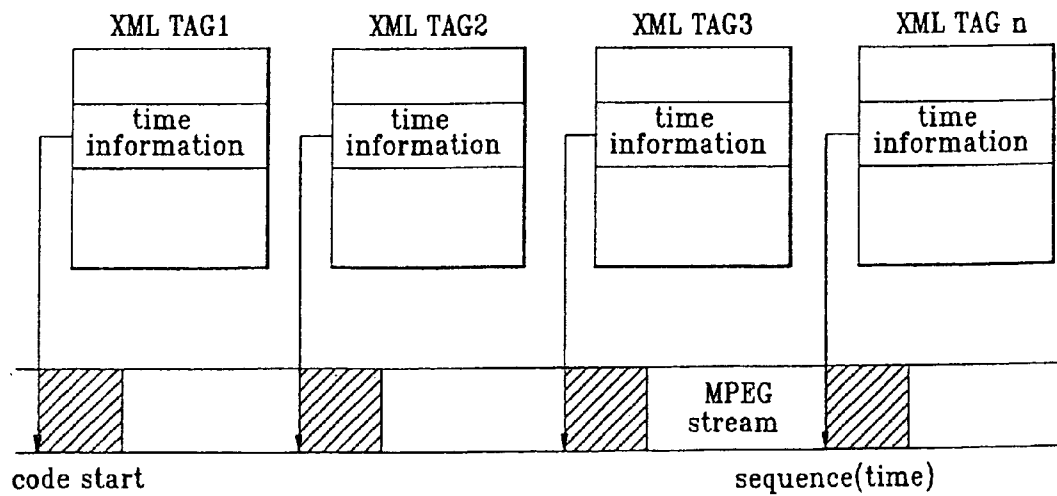 XML TAG1 XML TAG2 XML TAG3 XML TAG n
time
information
time
information
time
information
time
information
MPEG
stream
code start
sequence(time)